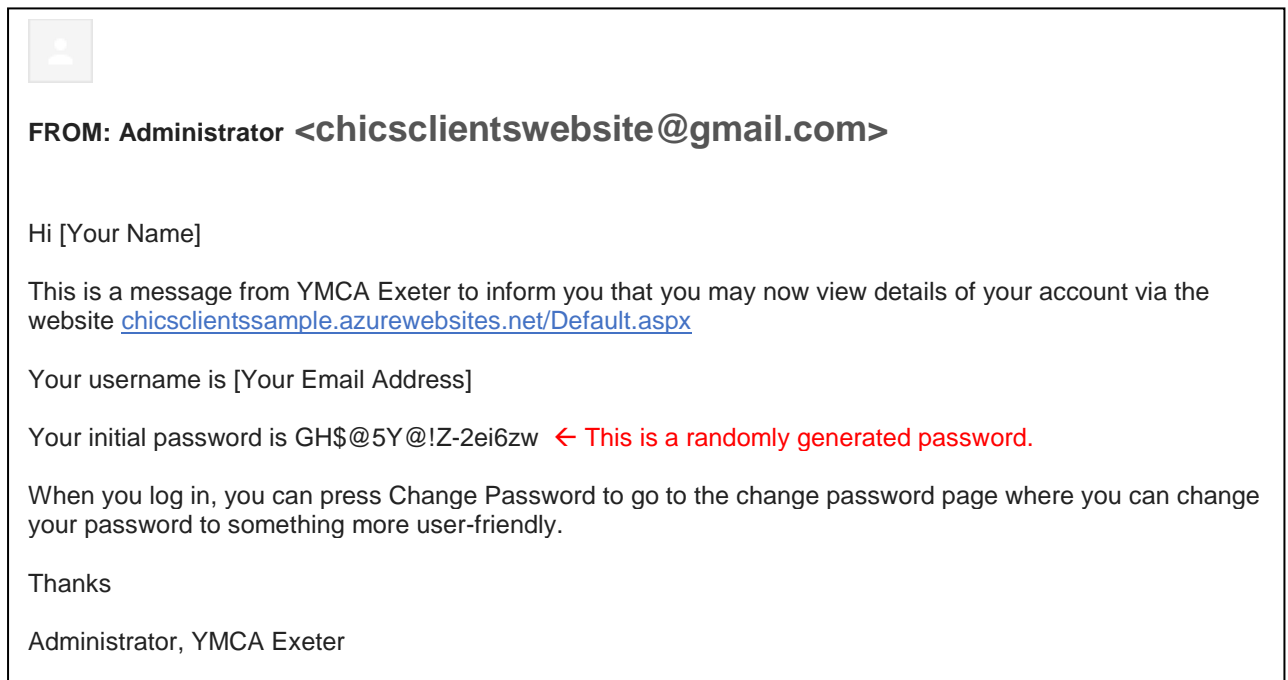 FROM: Administrator <chicsclientswebsite@gmail.com>
Hi [Your Name]
This is a message from YMCA Exeter to inform you that you may now view details of your account via the
website chicsclientssample.azurewebsites.net/Default.aspx
Your username is [Your Email Address]
Your initial password is GH$@5Y@!Z-2ei6zw ← This is a randomly generated password.
When you log in, you can press Change Password to go to the change password page where you can change
your password to something more user-friendly.
Thanks
Administrator, YMCA Exeter